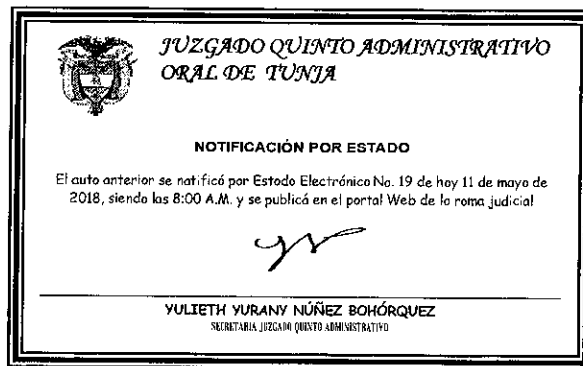 JUZGADO QUINTO ADMINISTRATIVO
ORAL DE TUNJA
NOTIFICACIÓN POR ESTADO
El auto anterior se notificó por Estado Electrónico No. 19 de hoy 11 de mayo de
2018, siendo las 8:00 A.M. y se publicó en el portal Web de la rama judicial
YULIETH YURANY NÚÑEZ BOHÓRQUEZ
SECRETARIA JUZGADO QUINTO ADMINISTRATIVO